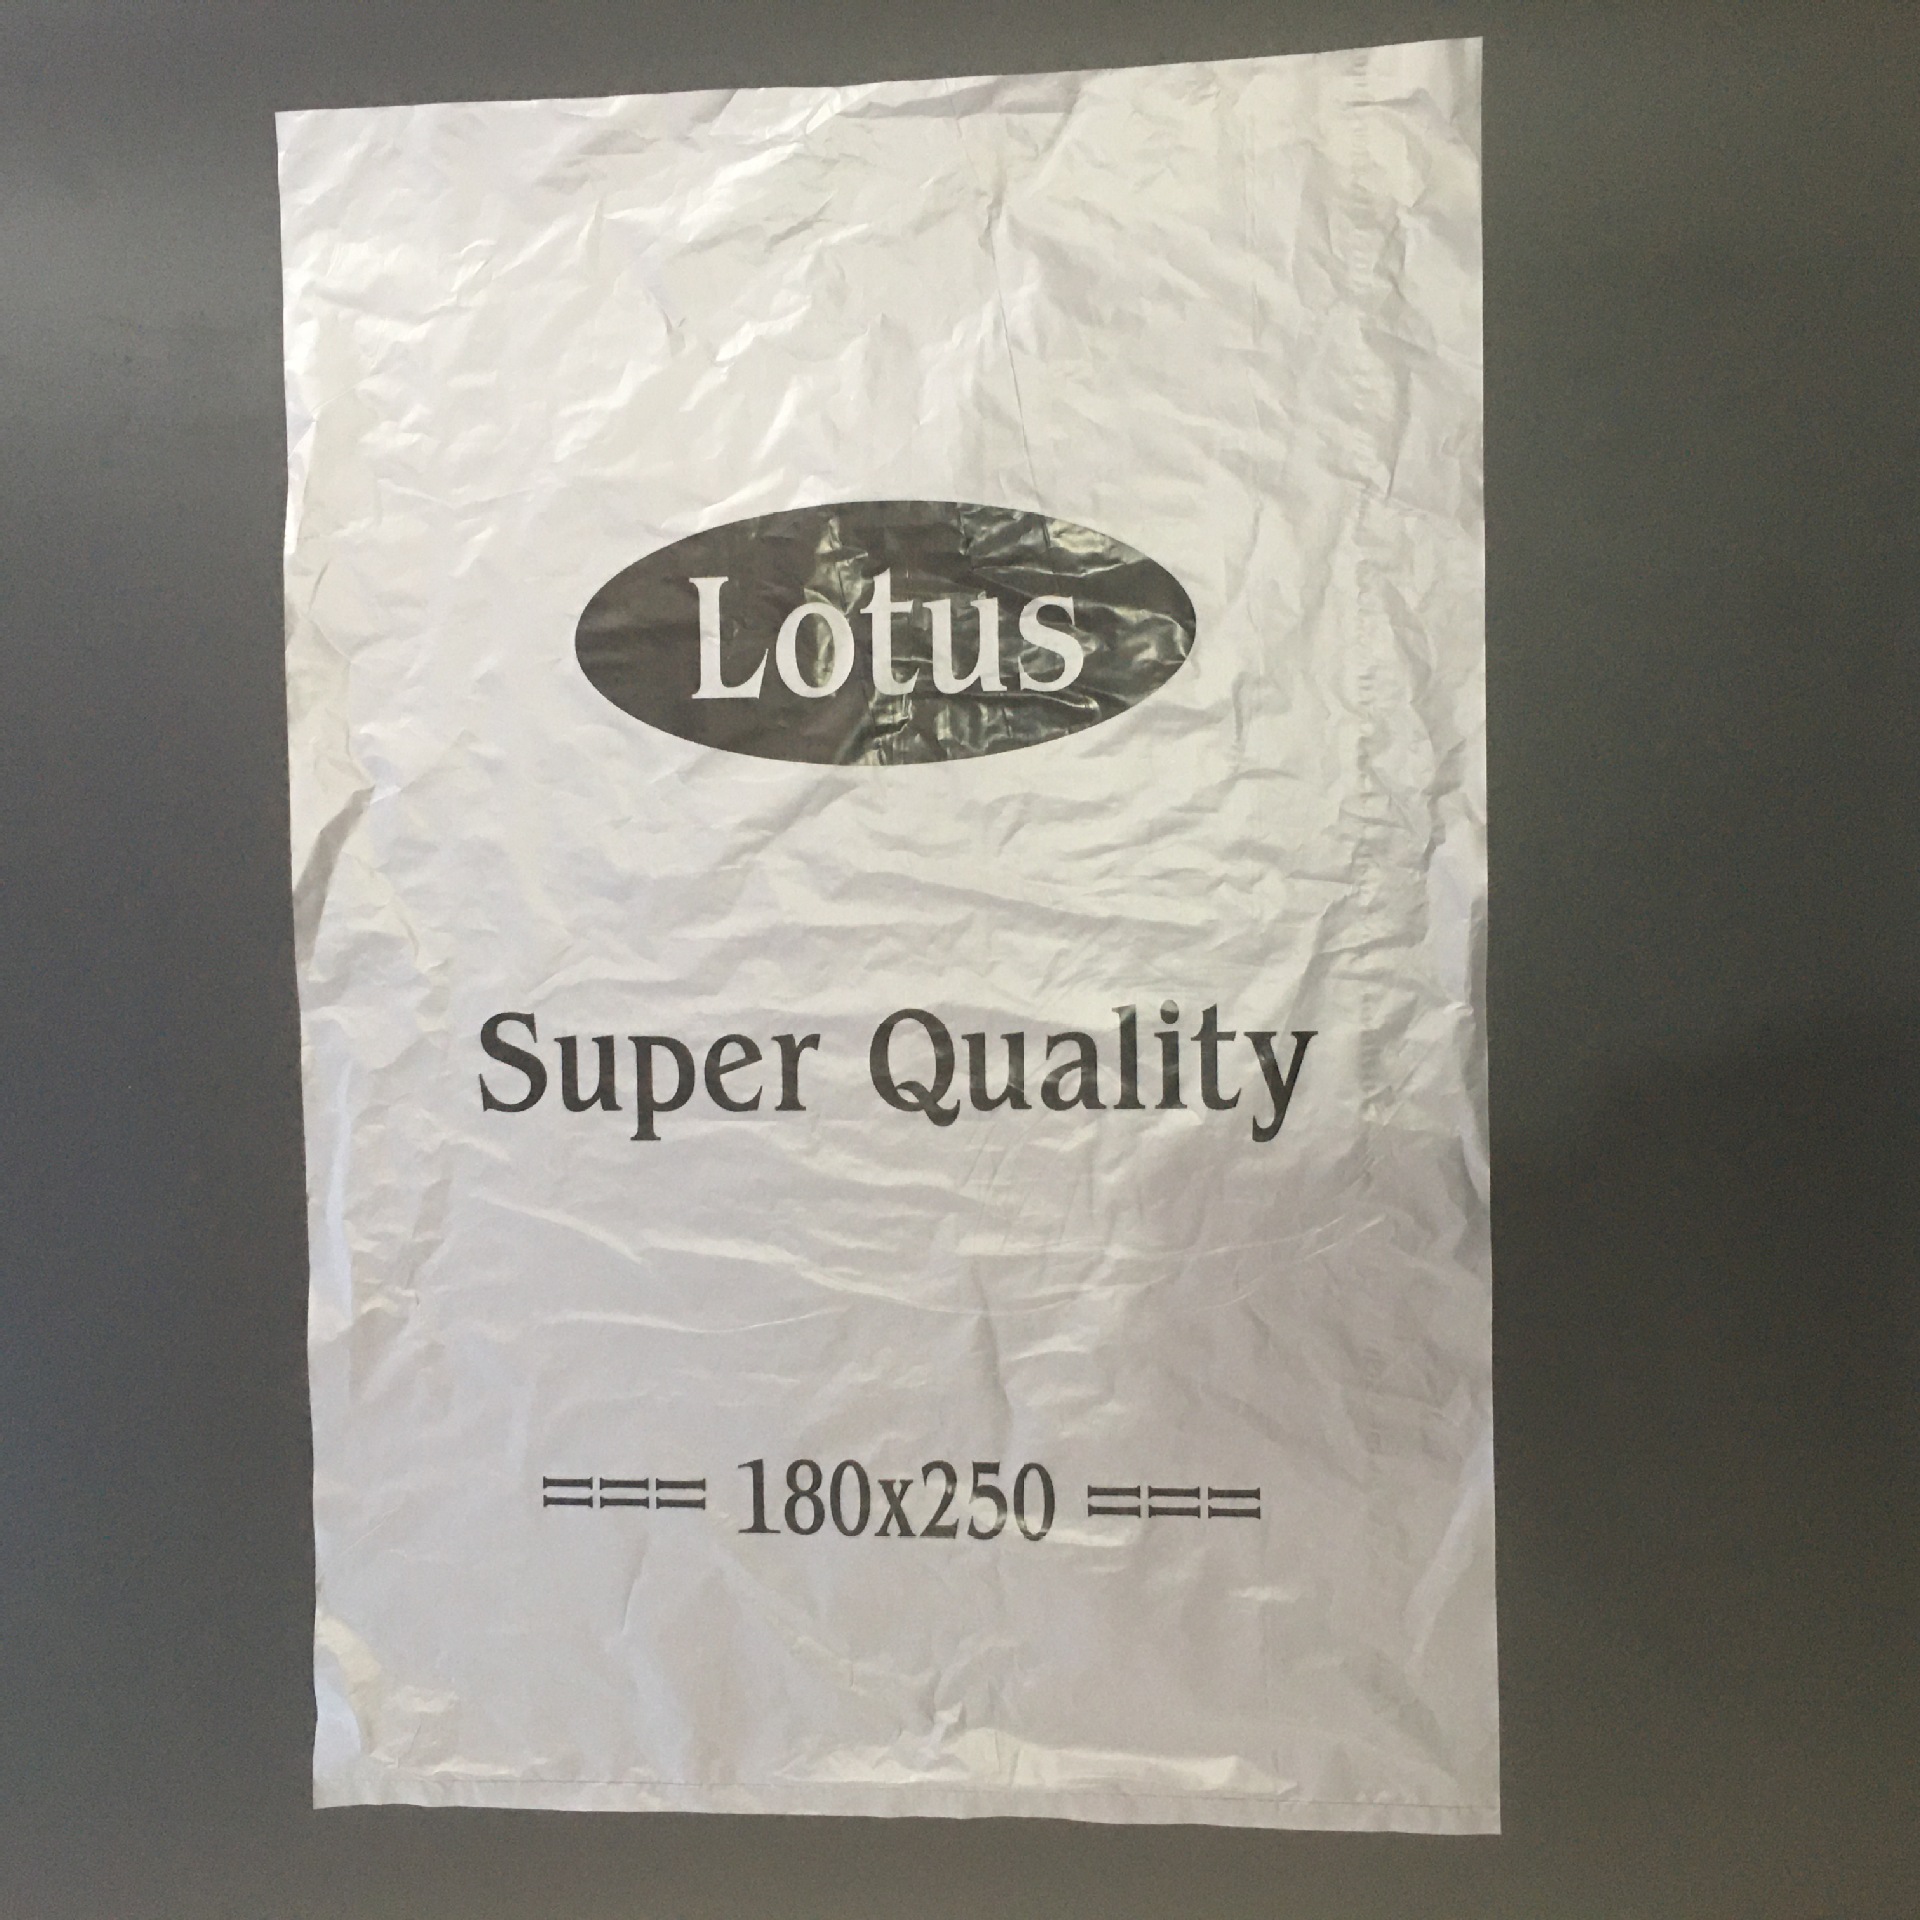 Lotus
Super Quality
=== 180x250 ===